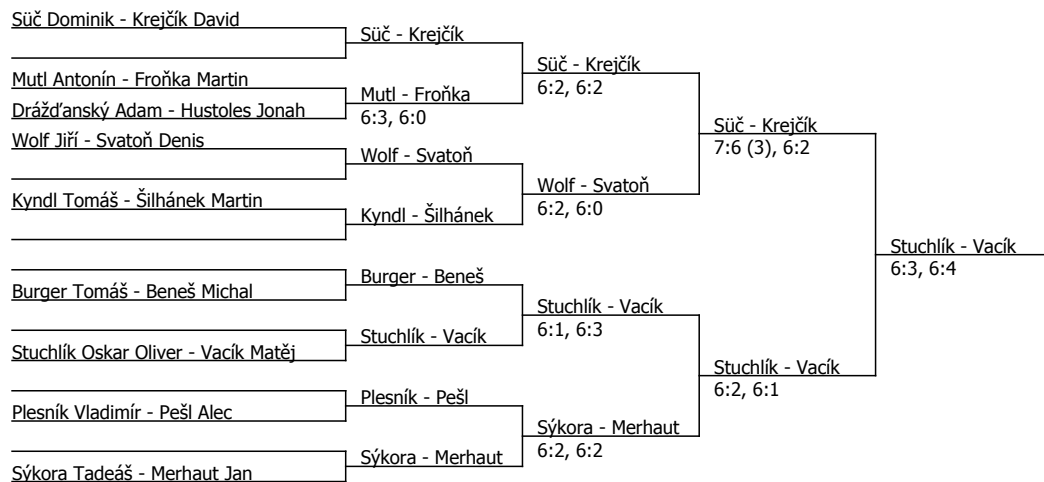 Süč Dominik - Krejčík David
Mutl Antonín - Froňka Martin
Drážďanský Adam - Hustoles Jonah
Wolf Jiří - Svatoň Denis
Kyndl Tomáš - Šilhánek Martin
Burger Tomáš - Beneš Michal
Stuchlík Oskar Oliver - Vacík Matěj
Plesník Vladimír - Pešl Alec
Sýkora Tadeáš - Merhaut Jan
Süč - Krejčík
Mutl - Froňka
6:3, 6:0
Wolf - Svatoň
Kyndl - Šilhánek
Burger - Beneš
Stuchlík - Vacík
Plesník - Pešl
Sýkora - Merhaut
Süč - Krejčík
6:2, 6:2
Wolf - Svatoň
6:2, 6:0
Stuchlík - Vacík
6:1, 6:3
Sýkora - Merhaut
6:2, 6:2
Süč - Krejčík
7:6 (3), 6:2
Stuchlík - Vacík
6:2, 6:1
Stuchlík - Vacík
6:3, 6:4